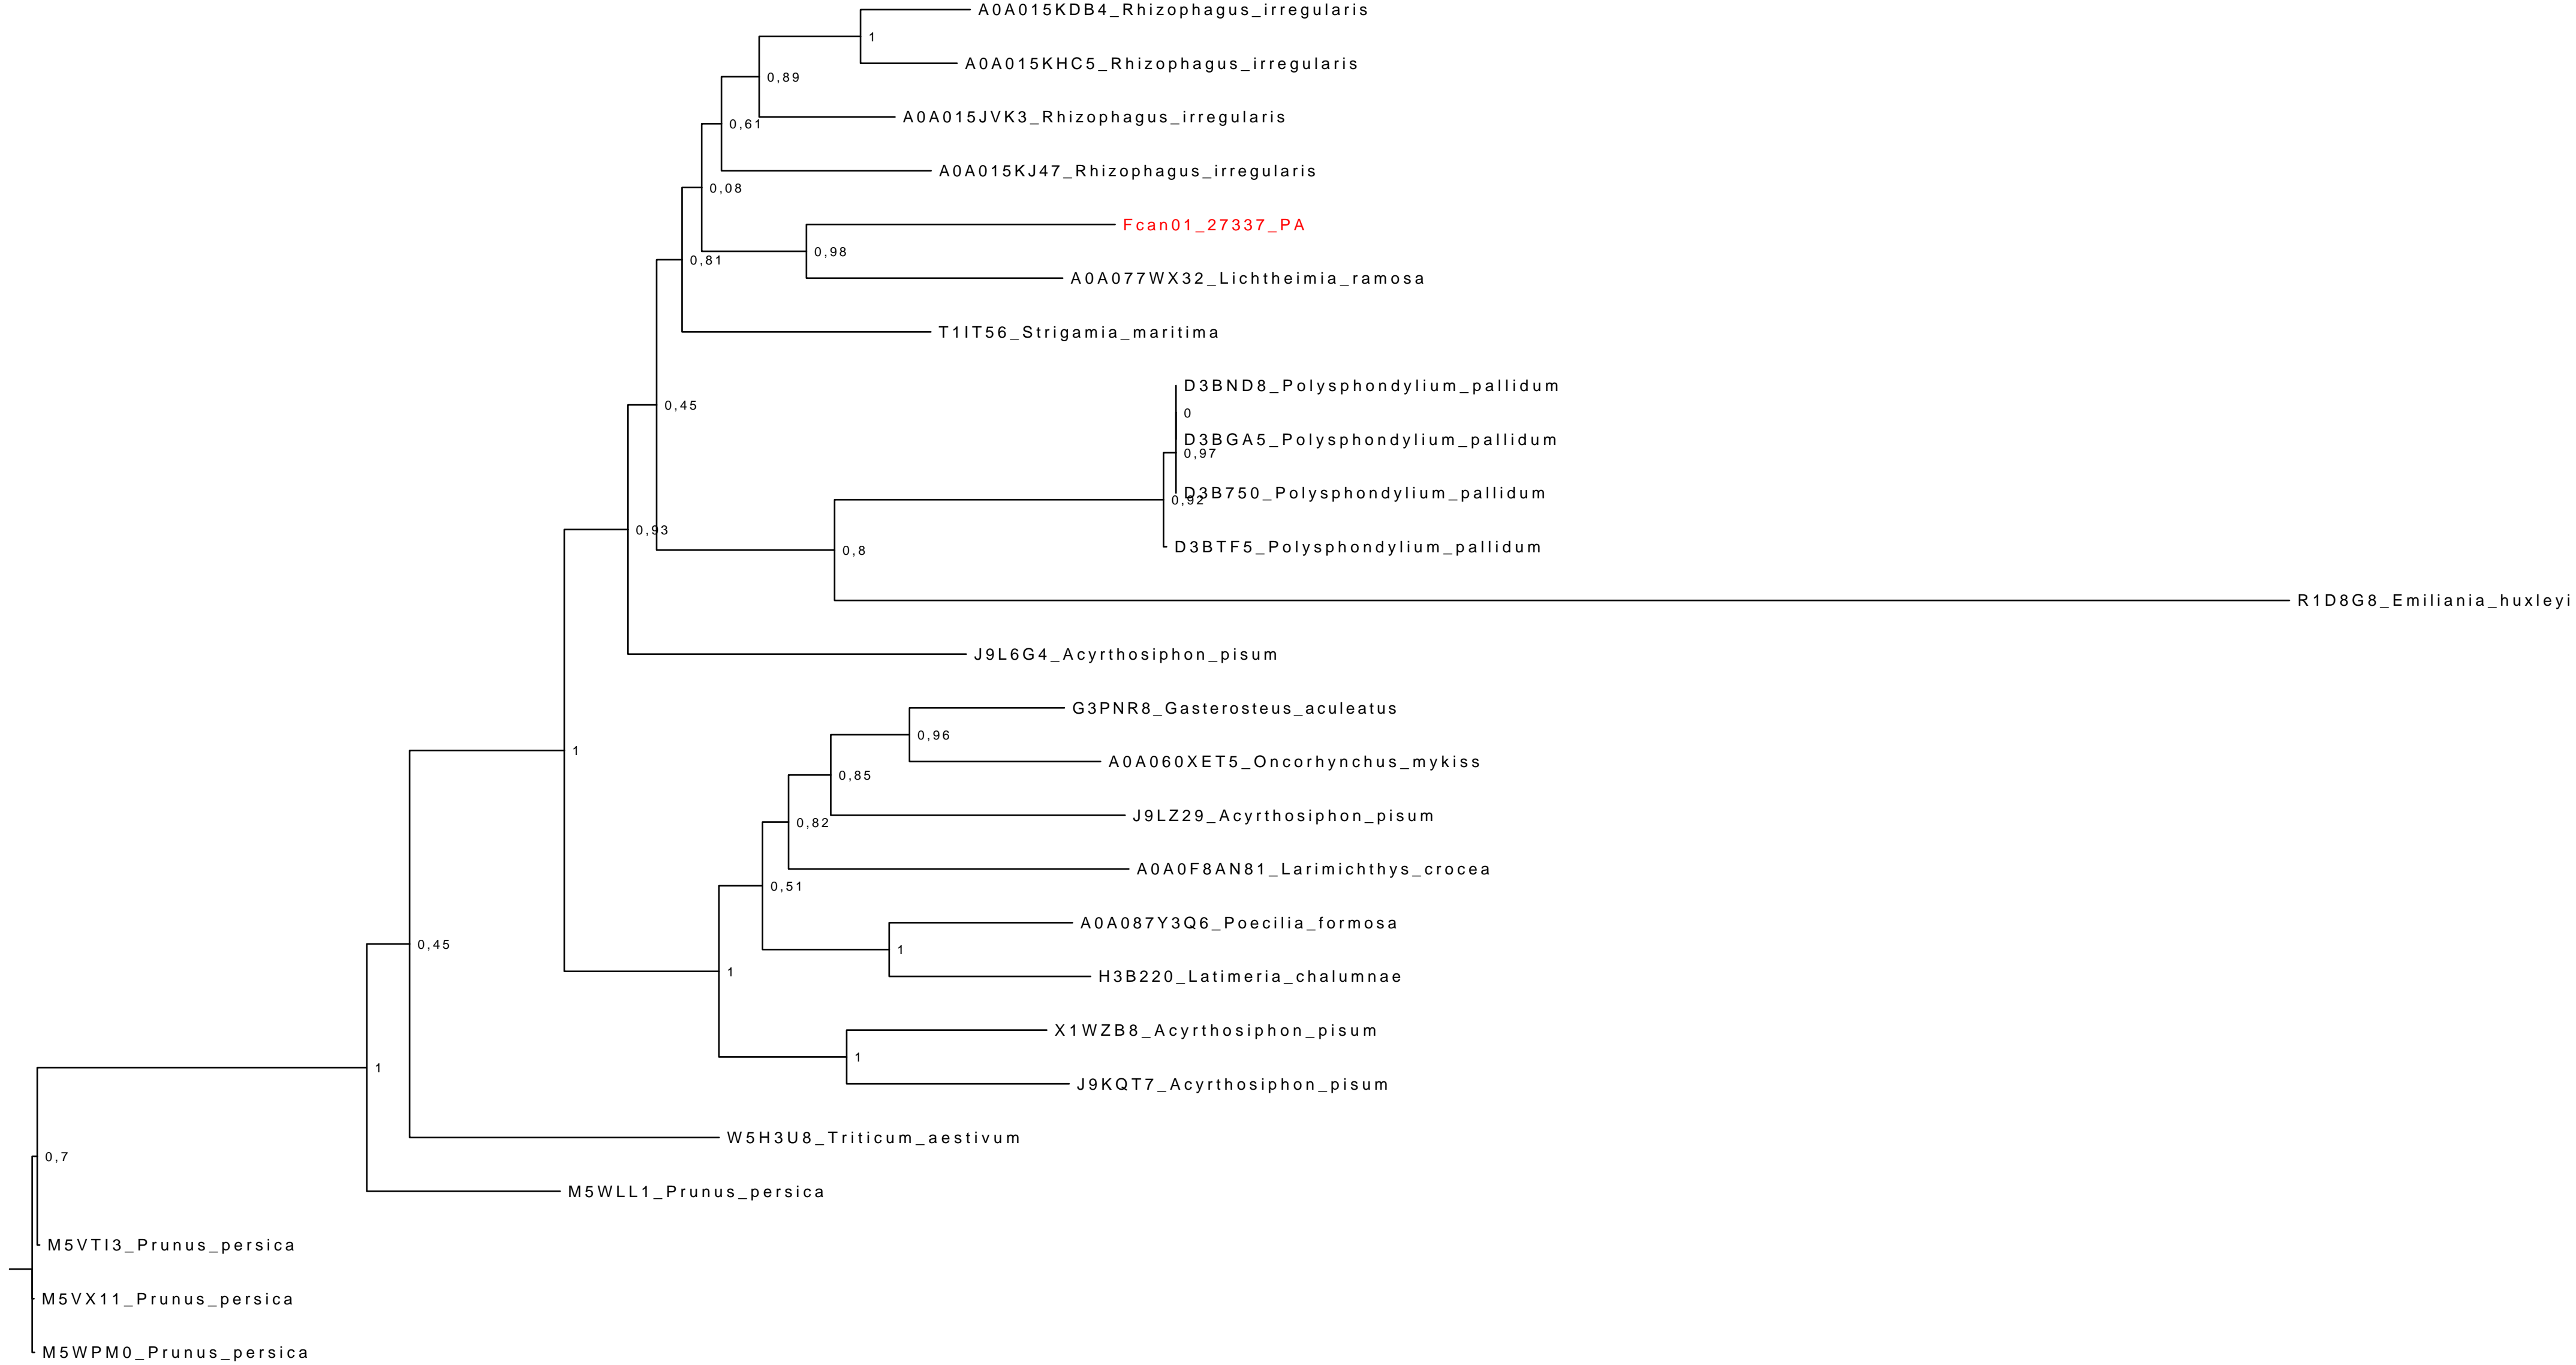 A0A015KDB4_Rhizophagus_irregularis
1
A0A015KHC5_Rhizophagus_irregularis
0,89
A0A015JVK3_Rhizophagus_irregularis
0,61
A0A015KJ47_Rhizophagus_irregularis
0,08
Fcan01_27337_PA
0,98
0,81
A0A077WX32_Lichtheimia_ramosa
T1IT56_Strigamia_maritima
D3BND8_Polysphondylium_pallidum
0,45
0
D3BGA5_Polysphondylium_pallidum
0,97
D3B750_Polysphondylium_pallidum
0,92
0,93
D3BTF5_Polysphondylium_pallidum
0,8
R1D8G8_Emiliania_huxleyi
J9L6G4_Acyrthosiphon_pisum
G3PNR8_Gasterosteus_aculeatus
0,96
1
A0A060XET5_Oncorhynchus_mykiss
0,85
J9LZ29_Acyrthosiphon_pisum
0,82
A0A0F8AN81_Larimichthys_crocea
0,51
A0A087Y3Q6_Poecilia_formosa
0,45
1
1
H3B220_Latimeria_chalumnae
X1WZB8_Acyrthosiphon_pisum
1
1
J9KQT7_Acyrthosiphon_pisum
W5H3U8_Triticum_aestivum
0,7
M5WLL1_Prunus_persica
M5VTI3_Prunus_persica
M5VX11_Prunus_persica
M5WPM0_Prunus_persica